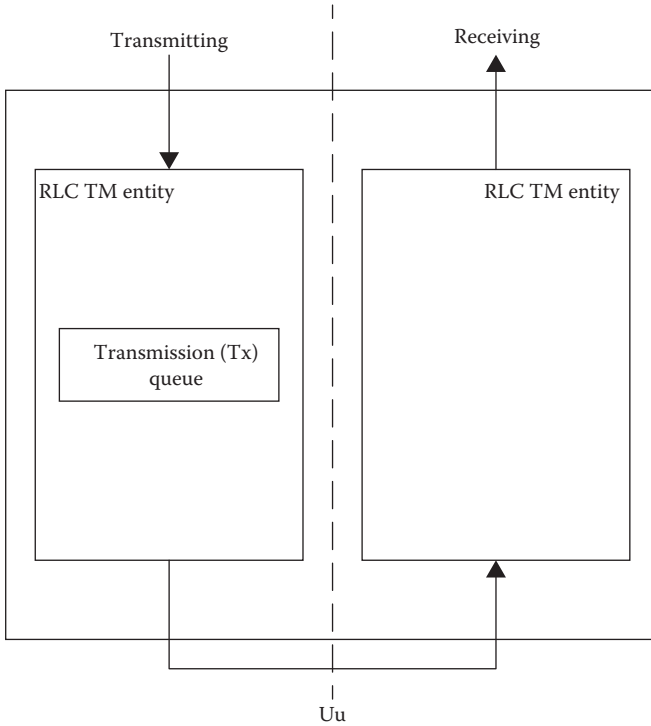 Transmitting
Receiving
RLC TM entity
RLC TM entity
Transmission (Tx)
queue
Uu